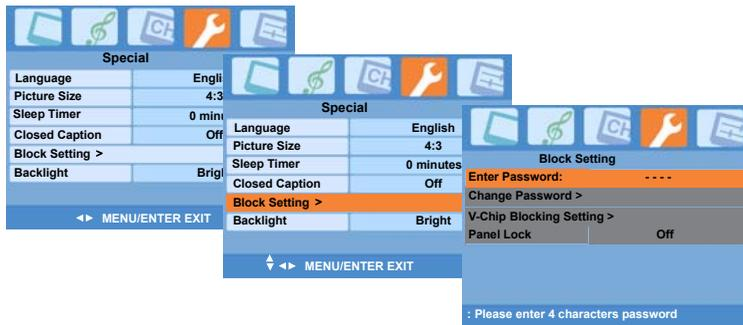 CH
Special
Language Engli
Picture Size 4:3
Sleep Timer 0 minu
Closed Caption Off
Block Setting >
Backlight Brigl
◄► MENU/ENTER EXIT
CH
Special
Language English
Picture Size 4:3
Sleep Timer 0 minutes
Closed Caption Off
Block Setting >
Backlight Bright
▲▼ ◄► MENU/ENTER EXIT
CH
Block Setting
Enter Password: - - - -
Change Password >
V-Chip Blocking Setting >
Panel Lock Off
: Please enter 4 characters password